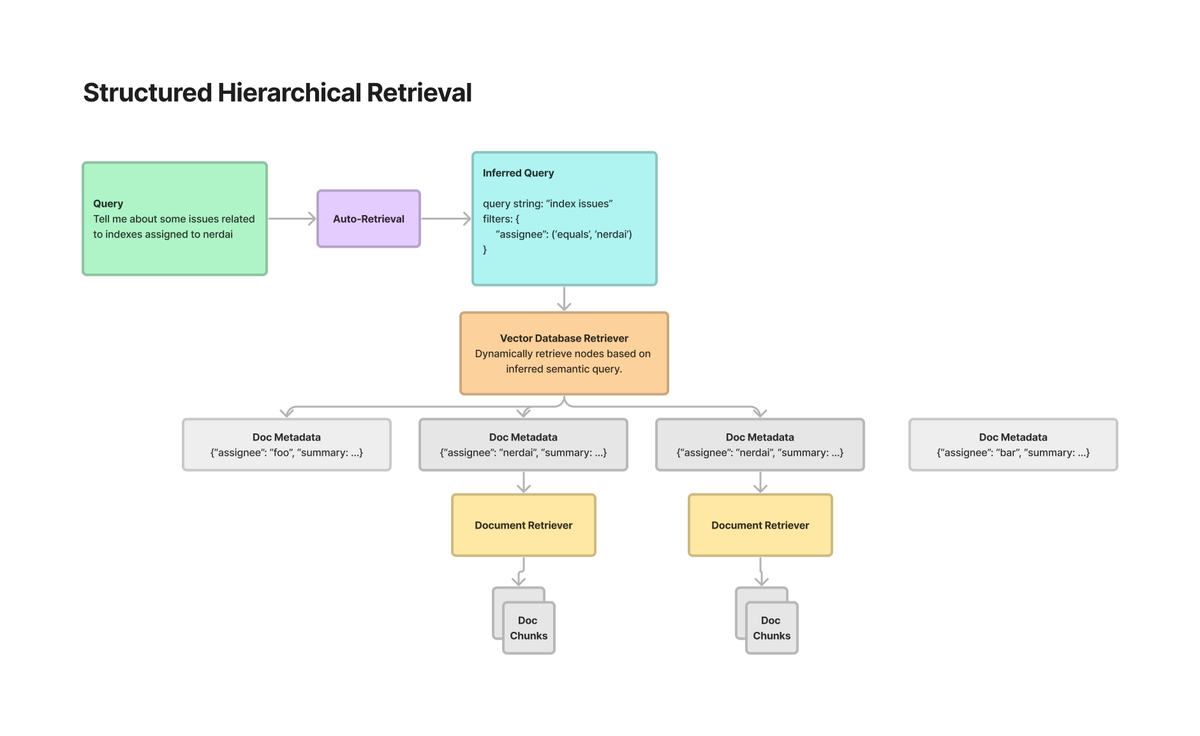 Structured Hierarchical Retrieval
Query
Tell me about some issues related
to indexes assigned to nerdai
Auto-Retrieval
Inferred Query
query string: ”index issues”
filters: {
“assignee”: (‘equals’, ‘nerdai’)
}
Vector Database Retriever
Dynamically retrieve nodes based on
inferred semantic query.
Doc Metadata
{“assignee”: ”foo”, “summary: ...}
Doc Metadata
{“assignee”: ”nerdai”, “summary: ...}
Doc Metadata
{“assignee”: ”nerdai”, “summary: ...}
Doc Metadata
{“assignee”: ”bar”, “summary: ...}
Document Retriever
Document Retriever
Doc
Chunks
Doc
Chunks